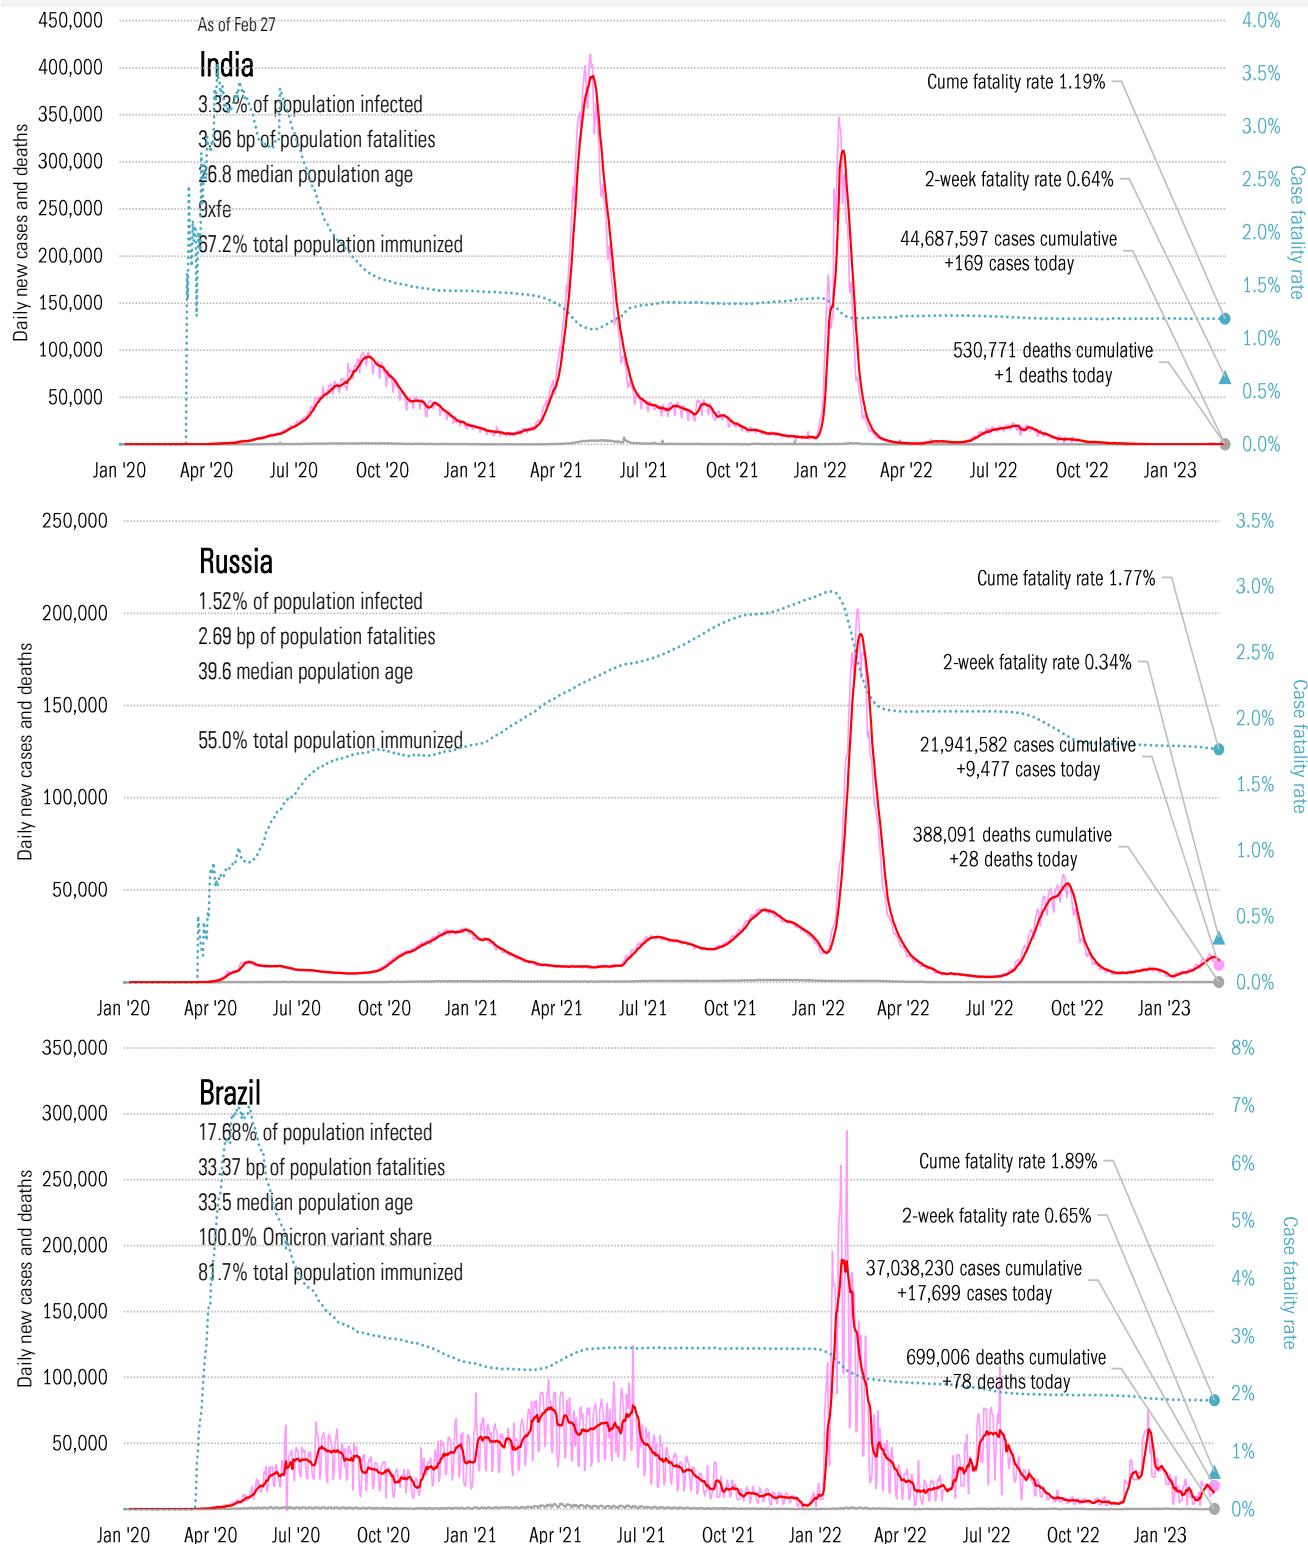 As of Feb 27
India
3.33% of population infected
3.96 bp of population fatalities
26.8 median population age
9xfe
67.2% total population immunized
Daily new cases and deaths
450,000
400,000
350,000
300,000
250,000
200,000
150,000
100,000
50,000
4.0%
3.5%
3.0%
2.5%
2.0%
1.5%
1.0%
0.5%
0.0%
Case fatality rate
Cume fatality rate 1.19%
2-week fatality rate 0.64%
44,687,597 cases cumulative
+169 cases today
530,771 deaths cumulative
+1 deaths today
Jan '20 Apr '20 Jul '20 Oct '20 Jan '21 Apr '21 Jul '21 Oct '21 Jan '22 Apr '22 Jul '22 Oct '22 Jan '23
Russia
1.52% of population infected
2.69 bp of population fatalities
39.6 median population age
55.0% total population immunized
Daily new cases and deaths
250,000
200,000
150,000
100,000
50,000
3.5%
3.0%
2.5%
2.0%
1.5%
1.0%
0.5%
0.0%
Case fatality rate
Cume fatality rate 1.77%
2-week fatality rate 0.34%
21,941,582 cases cumulative
+9,477 cases today
388,091 deaths cumulative
+28 deaths today
Jan '20 Apr '20 Jul '20 Oct '20 Jan '21 Apr '21 Jul '21 Oct '21 Jan '22 Apr '22 Jul '22 Oct '22 Jan '23
Brazil
17.68% of population infected
33.37 bp of population fatalities
33.5 median population age
100.0% Omicron variant share
81.7% total population immunized
Daily new cases and deaths
350,000
300,000
250,000
200,000
150,000
100,000
50,000
8%
7%
6%
5%
4%
3%
2%
1%
0%
Case fatality rate
Cume fatality rate 1.89%
2-week fatality rate 0.65%
37,038,230 cases cumulative
+17,699 cases today
699,006 deaths cumulative
+78 deaths today
Jan '20 Apr '20 Jul '20 Oct '20 Jan '21 Apr '21 Jul '21 Oct '21 Jan '22 Apr '22 Jul '22 Oct '22 Jan '23